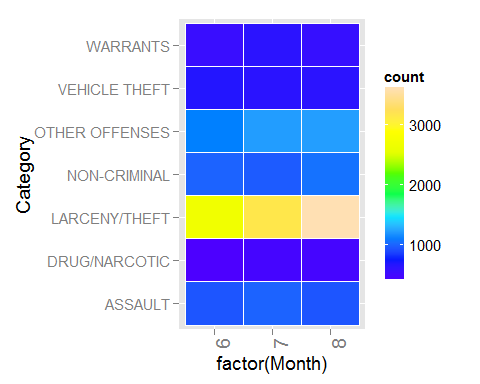 WARRANTS
VEHICLE THEFT
OTHER OFFENSES
NON-CRIMINAL
LARCENY/THEFT
DRUG/NARCOTIC
ASSAULT
Category
6
7
8
factor(Month)
count
3000
2000
1000